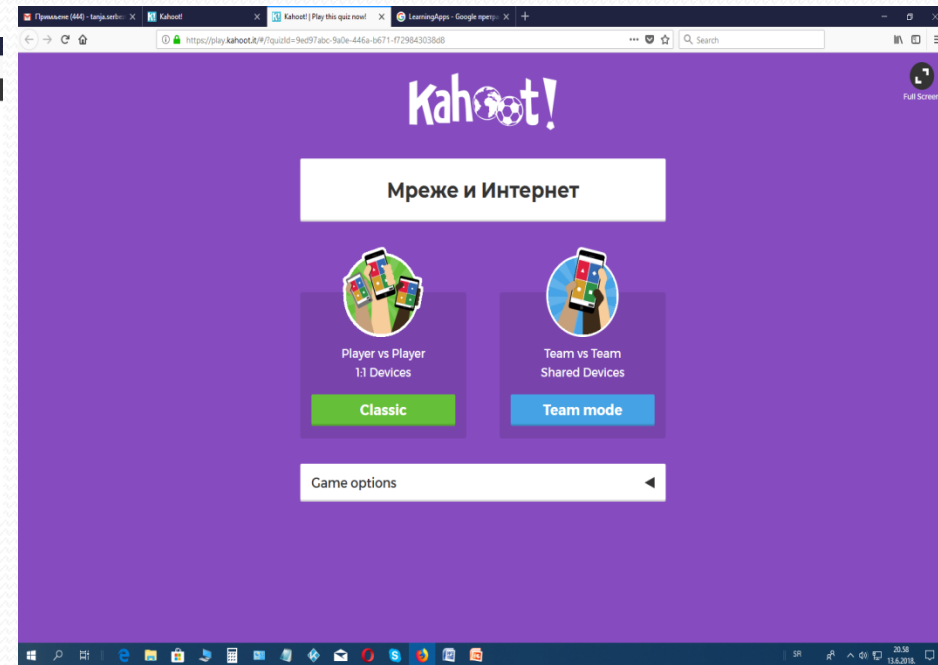 Примљене (444) - tanja.serbez
Kahoot!
Kahoot! | Play this quiz now!
LearningApps - Google претра
https://play.kahoot.it/#/?quizId=9ed97abc-9a0e-446a-b671-f729843038d8
Search
Kahoot!
Full Screen
Мреже и Интернет
Player vs Player
1:1 Devices
Classic
Team vs Team
Shared Devices
Team mode
Game options
SR
20.58
13.6.2018.